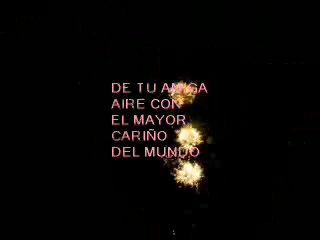 DE TU AMIGA
AIRE CON
EL MAYOR
CARIÑO
DEL MUNDO